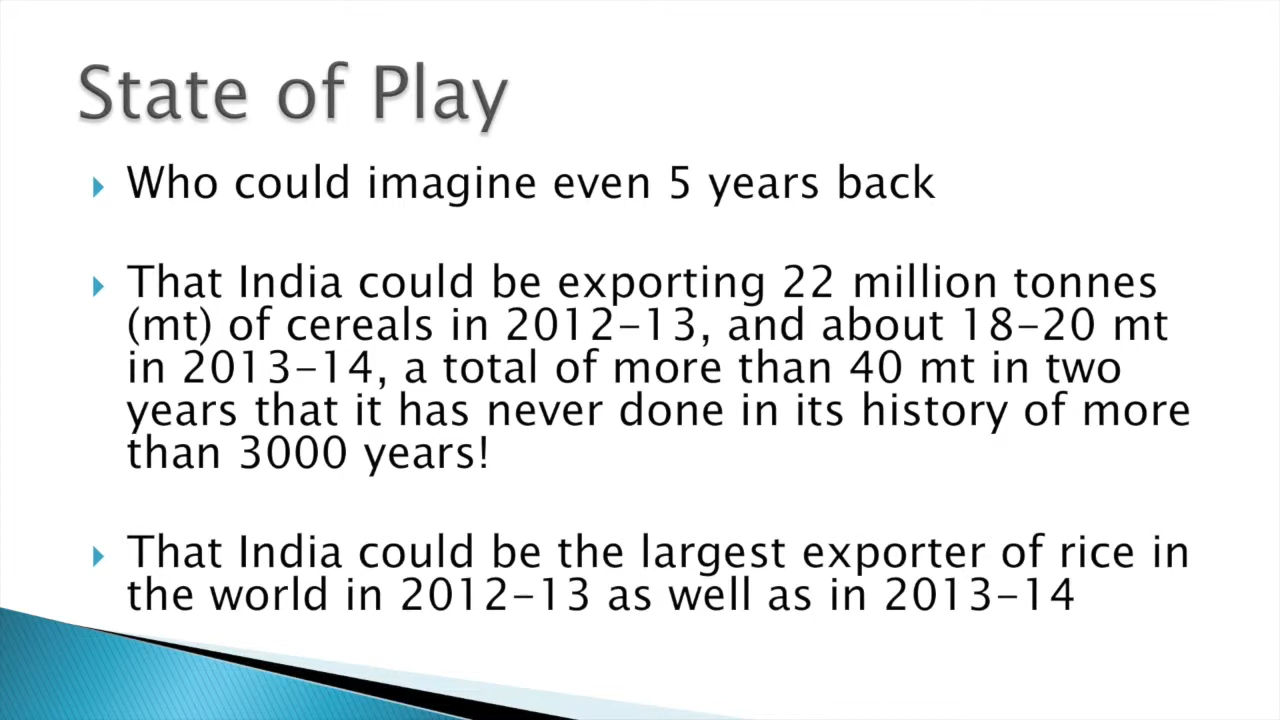 State of Play
Who could imagine even 5 years back
That India could be exporting 22 million tonnes
(mt) of cereals in 2012-13, and about 18-20 mt
in 2013-14, a total of more than 40 mt in two
years that it has never done in its history of more
than 3000 years!
That India could be the largest exporter of rice in
the world in 2012-13 as well as in 2013-14